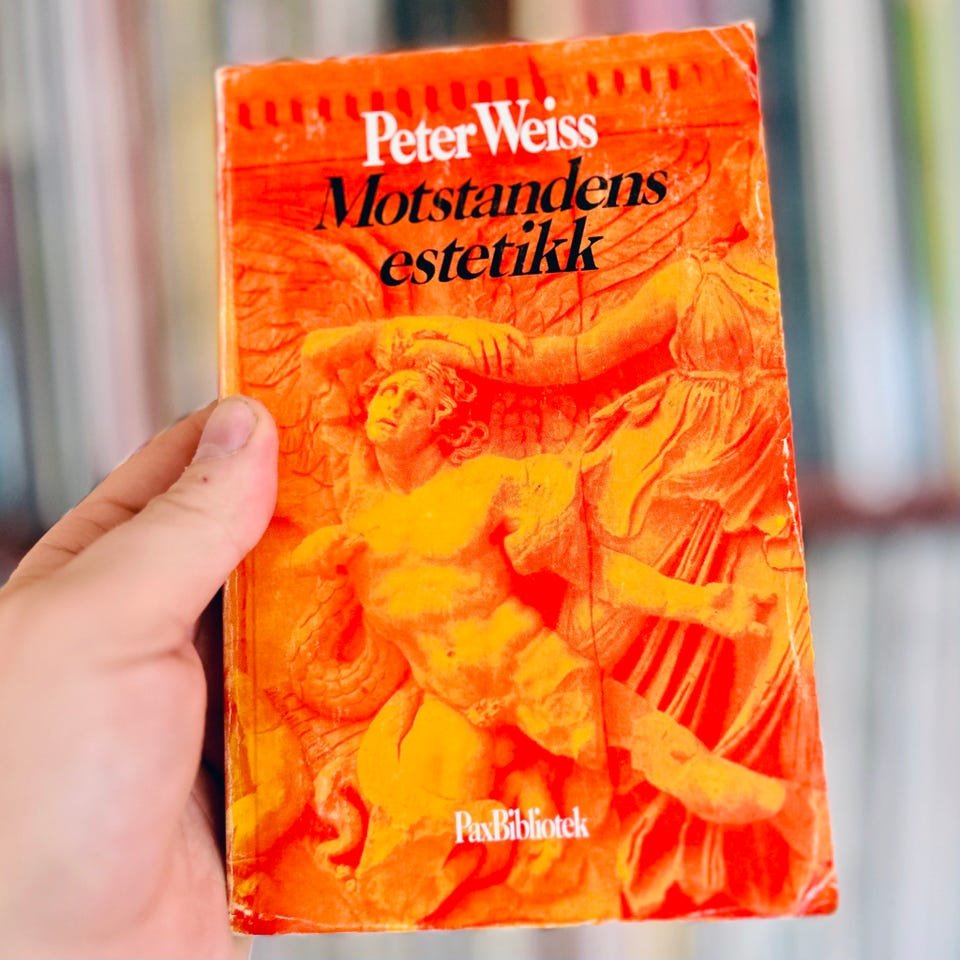 Peter Weiss
Motstandens
estetikk
PaxBibliotek